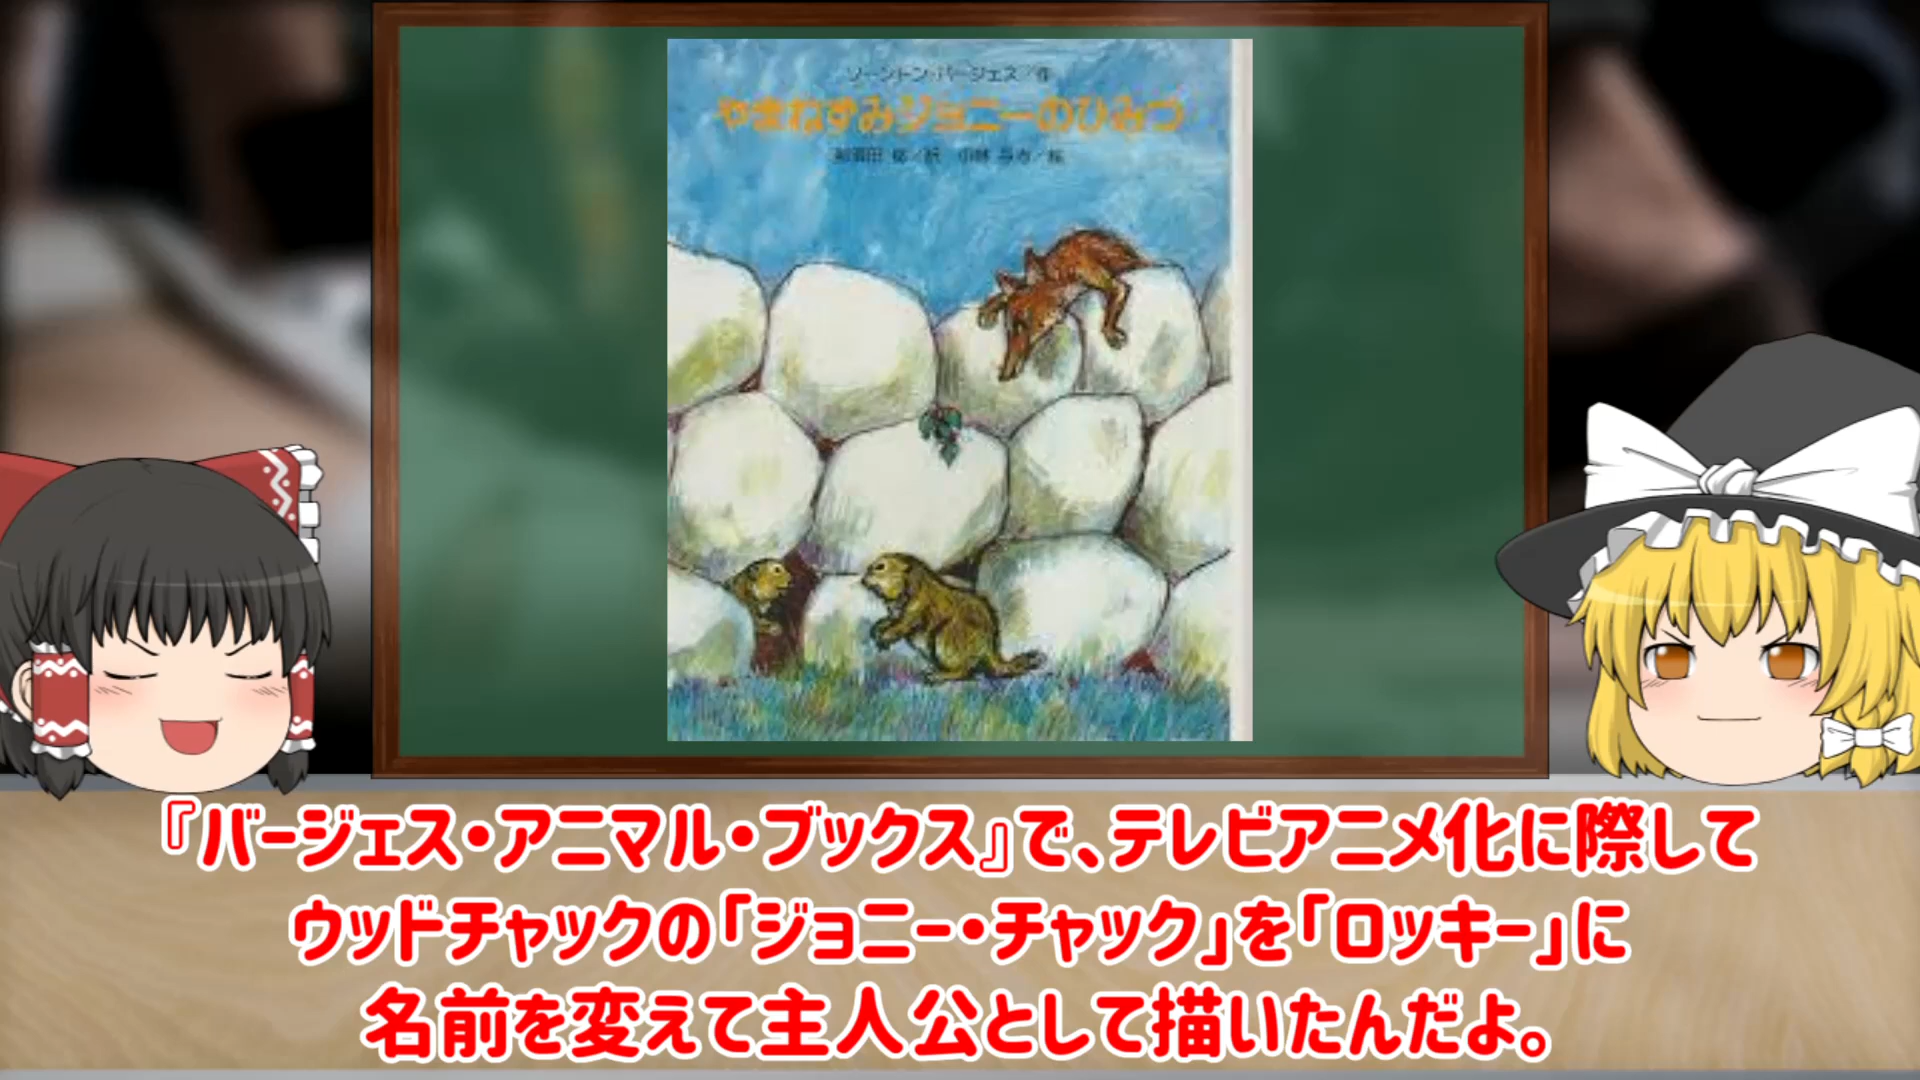 ソーントン・バージェス／作
やまねずみジョニーのひみつ
『バージェス・アニマル・ブックス』で、テレビアニメ化に際して
ウッドチャックの「ジョニー・チャック」を「ロッキー」に
名前を変えて主人公として描いたんだよ。